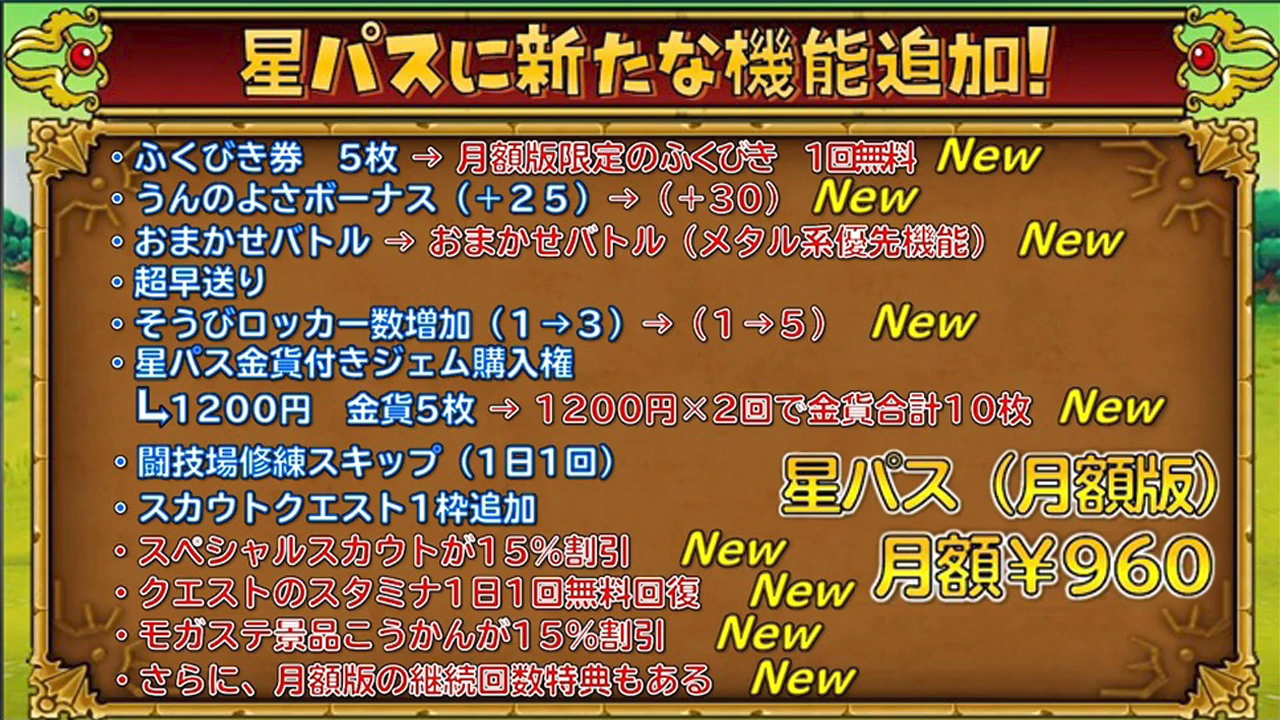 星パスに新たな機能追加!
・ふくびき券　5枚 → 月額版限定のふくびき　1回無料 New
・うんのよさボーナス（＋２５）→（＋30） New
・おまかせバトル → おまかせバトル（メタル系優先機能） New
・超早送り
・そうびロッカー数増加（１→３）→（１→５） New
・星パス金貨付きジェム購入権
┗→1200円　金貨5枚 → １200円×２回で金貨合計１0枚 New
・闘技場修練スキップ（1日1回）
・スカウトクエスト１枠追加
・スペシャルスカウトが１5%割引 New
・クエストのスタミナ1日1回無料回復 New
・モガステ景品こうかんが１5%割引 New
・さらに、月額版の継続回数特典もある New
星パス（月額版）
月額￥960